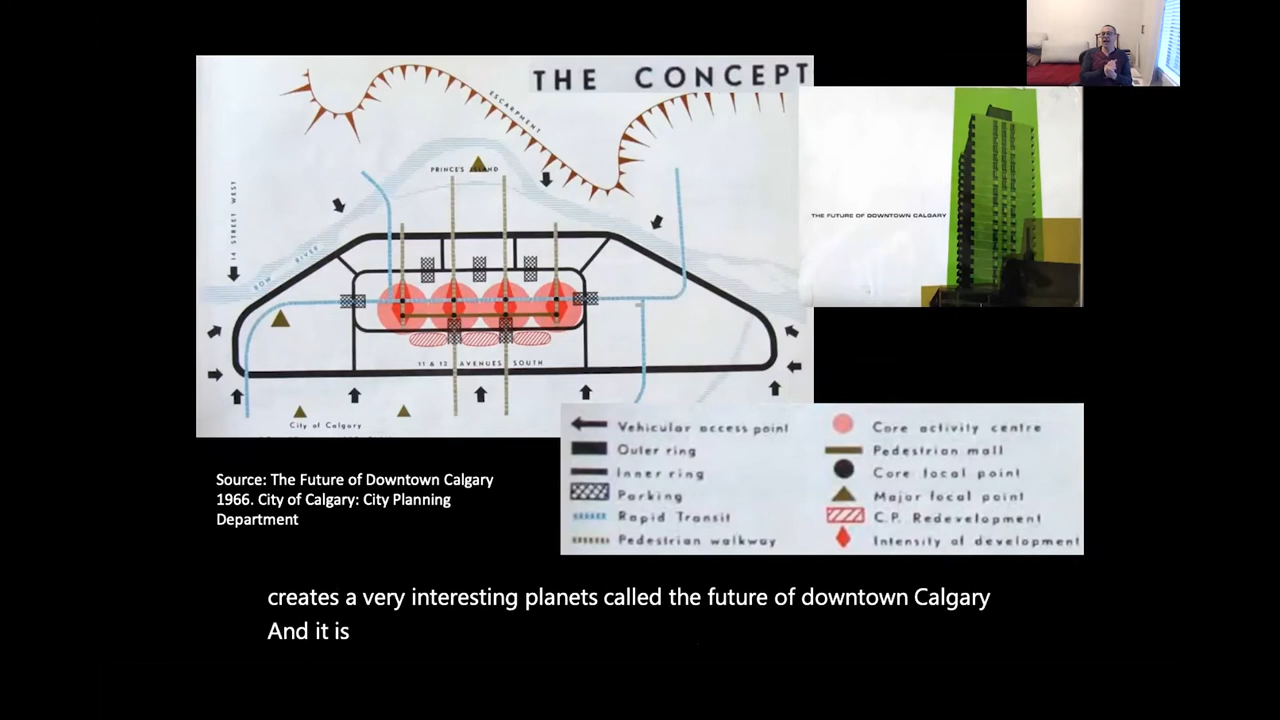 THE CONCEPT
ESCARPMENT
PRINCE'S ISLAND
14 STREET WEST
BOW RIVER
11 & 12 AVENUES SOUTH
City of Calgary
THE FUTURE OF DOWNTOWN CALGARY
Vehicular access point
Outer ring
Inner ring
Parking
Rapid Transit
Pedestrian walkway
Core activity centre
Pedestrian mall
Core focal point
Major focal point
C.P. Redevelopment
Intensity of development
Source: The Future of Downtown Calgary
1966. City of Calgary: City Planning
Department
creates a very interesting planets called the future of downtown Calgary
And it is